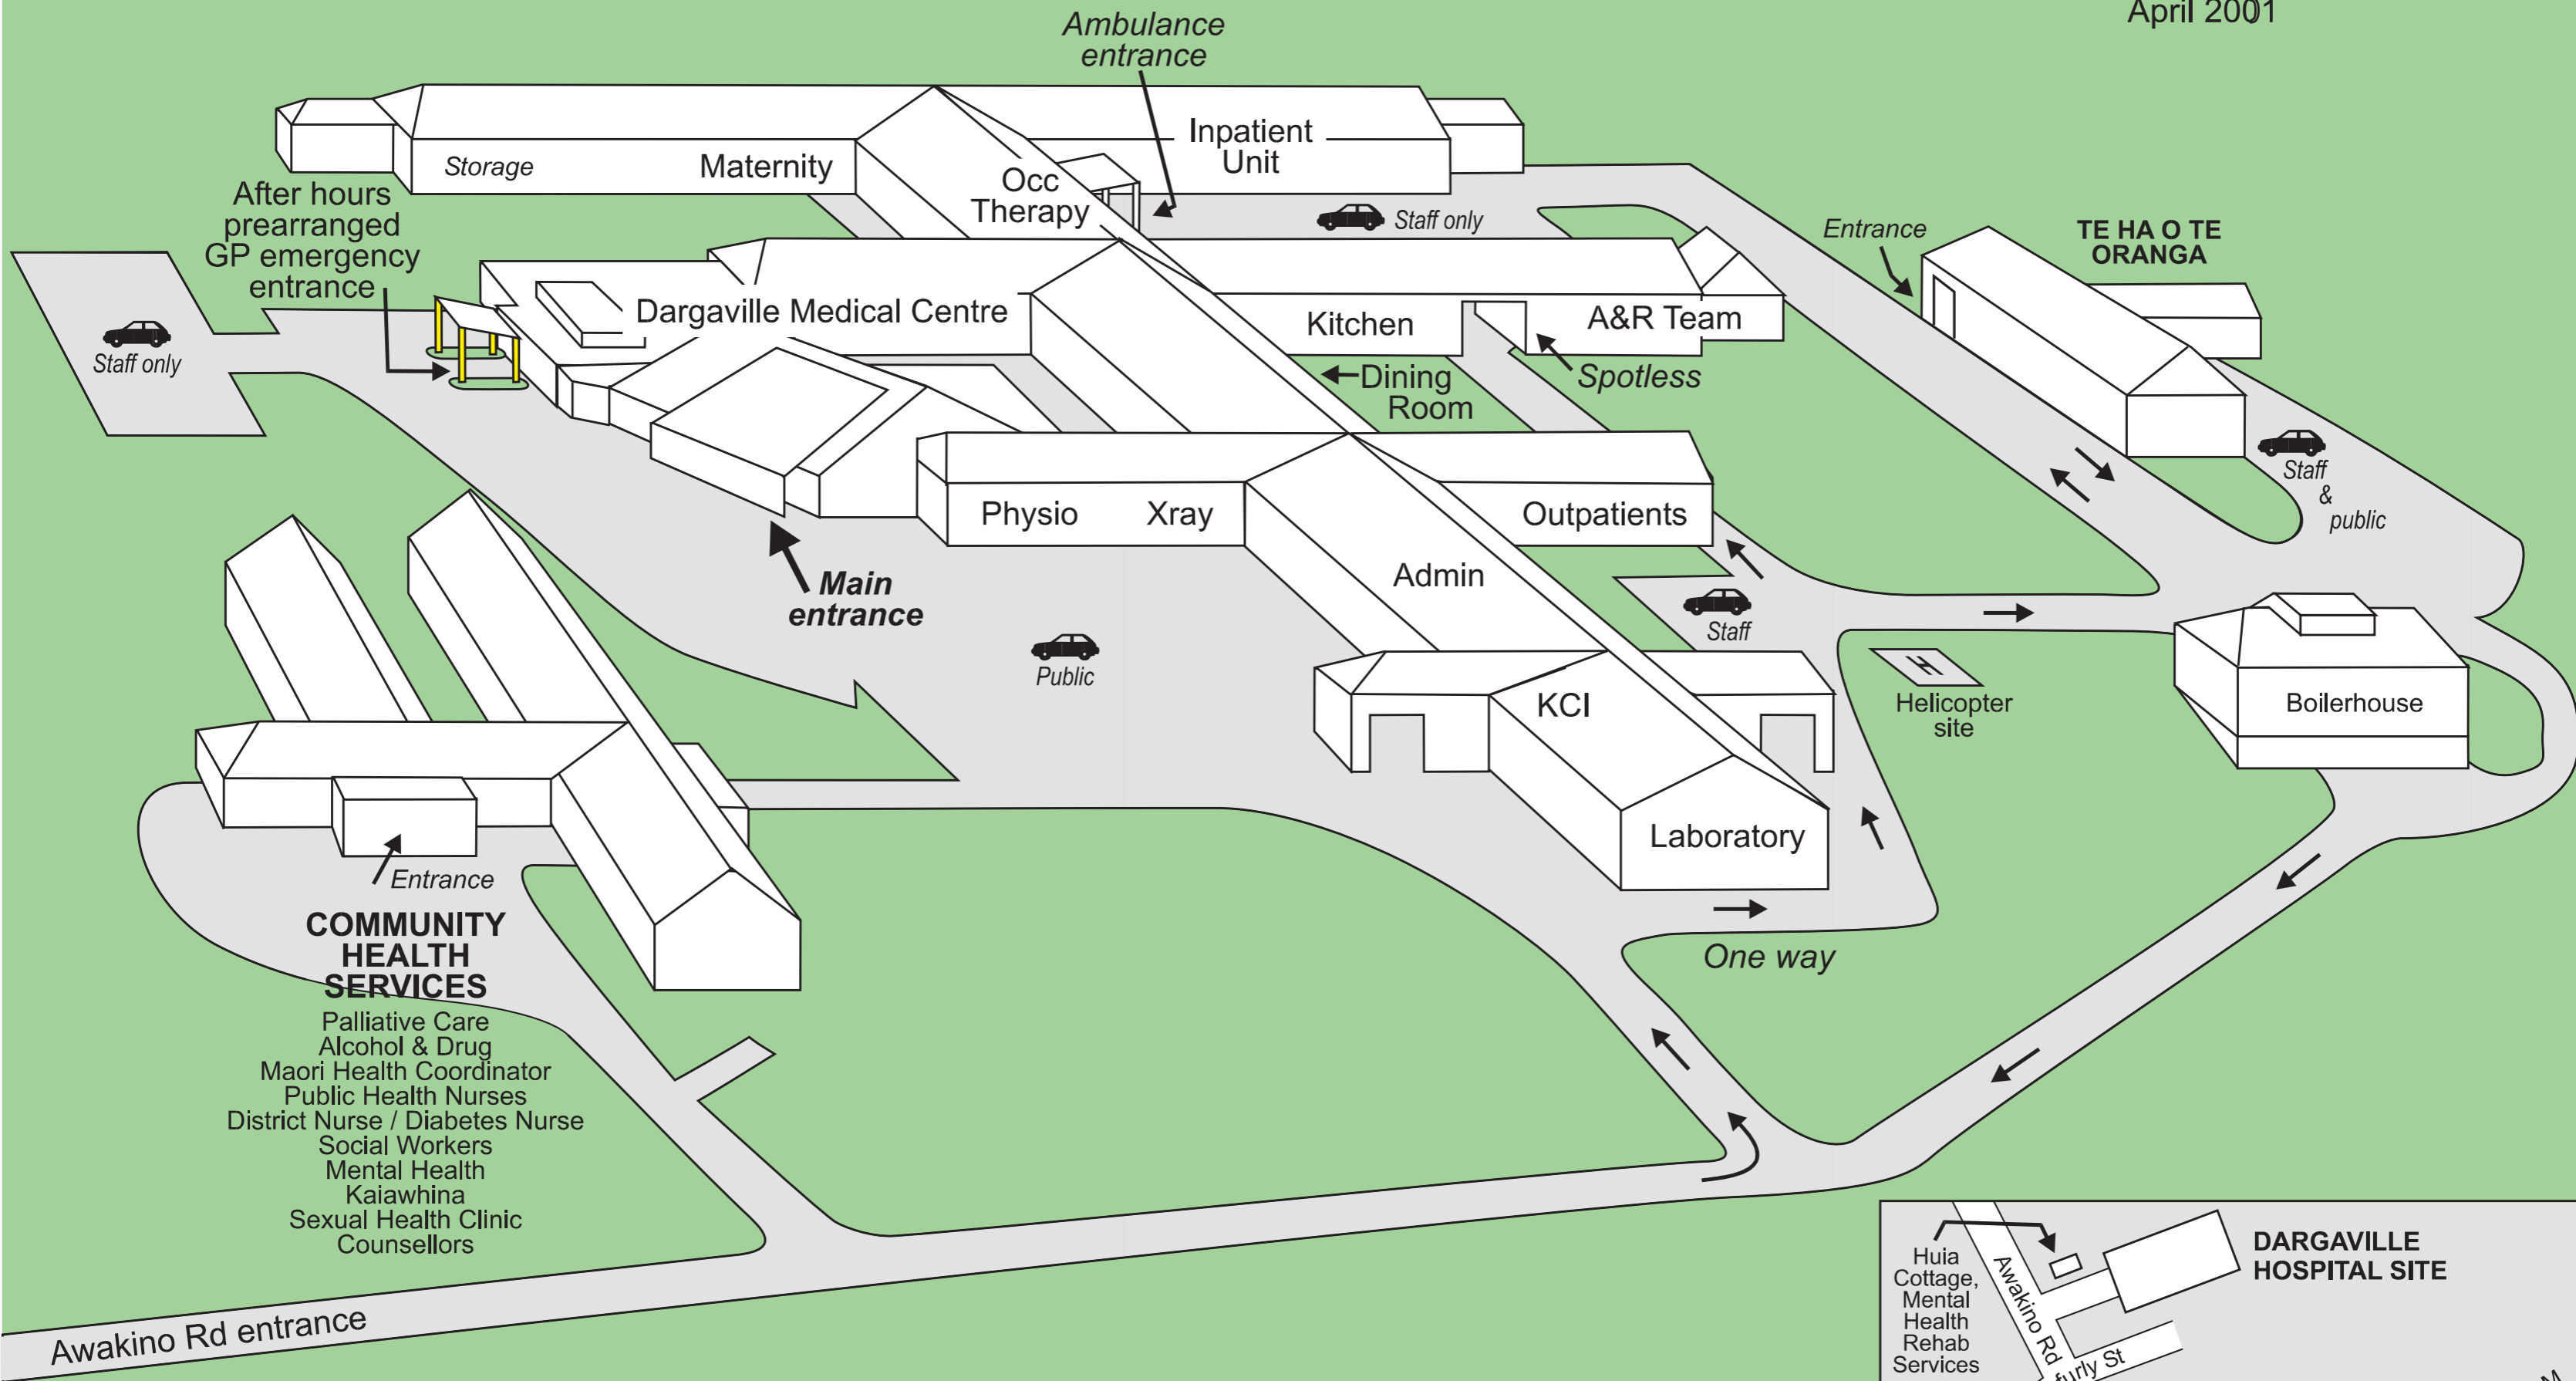 April 2001
Ambulance
entrance
Inpatient
Unit
Storage
Maternity
Occ
Therapy
Staff only
After hours
prearranged
GP emergency
entrance
Staff only
Entrance
TE HA O TE
ORANGA
Dargaville Medical Centre
Kitchen
A&R Team
Dining
Room
Spotless
Staff
&
public
Physio
Xray
Outpatients
Main
entrance
Admin
Public
Staff
KCI
H
Helicopter
site
Boilerhouse
Laboratory
One way
Entrance
COMMUNITY
HEALTH
SERVICES
Palliative Care
Alcohol & Drug
Maori Health Coordinator
Public Health Nurses
District Nurse / Diabetes Nurse
Social Workers
Mental Health
Kaiawhina
Sexual Health Clinic
Counsellors
Awakino Rd entrance
Huia
Cottage,
Mental
Health
Rehab
Services
Awakino Rd
DARGAVILLE
HOSPITAL SITE
St